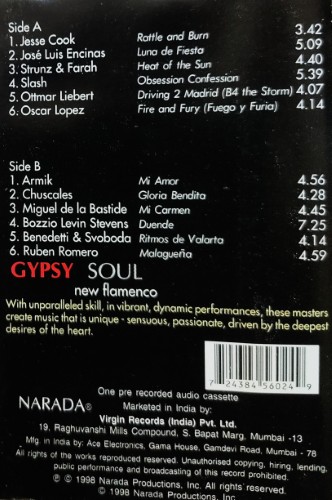 Side A
1. Jesse Cook Rattle and Burn 3.42
2. José Luis Encinas Luna de Fiesta 5.09
3. Strunz & Farah Heat of the Sun 4.40
4. Slash Obsession Confession 5.39
5. Ottmar Liebert Driving 2 Madrid (B4 the Storm) 4.07
6. Oscar Lopez Fire and Fury (Fuego y Furia) 4.14
Side B
1. Armik Mi Amor 4.56
2. Chuscales Gloria Bendita 4.28
3. Miguel de la Bastide Mi Carmen 4.45
4. Bozzio Levin Stevens Duende 7.25
5. Benedetti & Svoboda Ritmos de Valarta 4.14
6. Ruben Romero Malagueña 4.59
GYPSY SOUL
new flamenco
With unparalleled skill, in vibrant, dynamic performances, these masters
create music that is unique - sensuous, passionate, driven by the deepest
desires of the heart.
7 24384 56024 9
One pre recorded audio cassette
NARADA® Marketed in India by:
Virgin Records (India) Pvt. Ltd.
19, Raghuvanshi Mills Compound, S. Bapat Marg, Mumbai -13
Mfg. in India by: Ace Electronics, Gama House, Gamdevi Road, Mumbai -78
All rights of the works reproduced reserved. Unauthorised copying, hiring, lending,
public performance and broadcasting of this record prohibited.
℗ © 1998 Narada Productions, Inc. All rights reserved.
© 1998 Narada Productions, Inc.